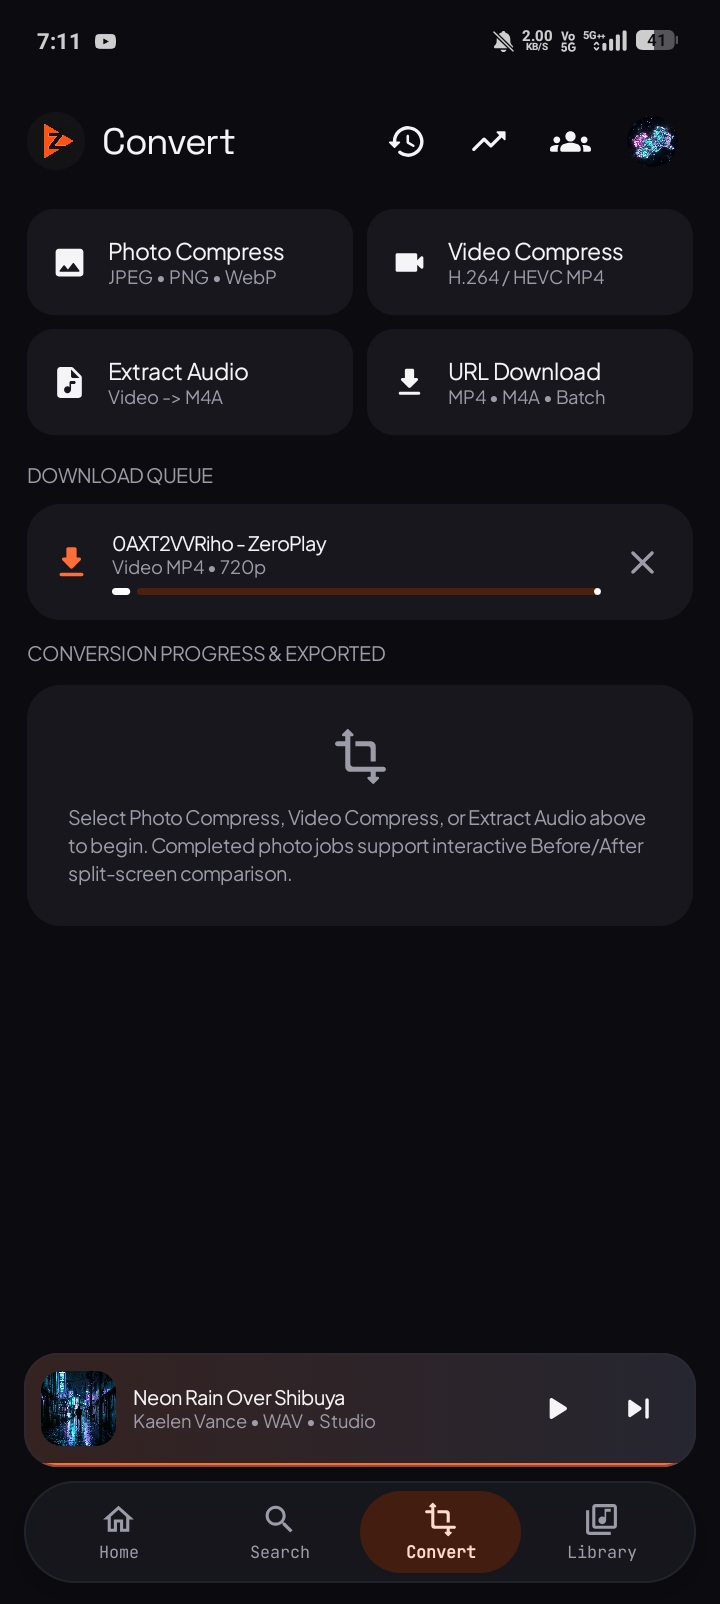 7:11
2.00 KB/S
Vo 5G
5G++
41
Z
Convert
Photo Compress
JPEG • PNG • WebP
Video Compress
H.264 / HEVC MP4
Extract Audio
Video -> M4A
URL Download
MP4 • M4A • Batch
DOWNLOAD QUEUE
0AXT2VVRiho - ZeroPlay
Video MP4 • 720p
CONVERSION PROGRESS & EXPORTED
Select Photo Compress, Video Compress, or Extract Audio above
to begin. Completed photo jobs support interactive Before/After
split-screen comparison.
Neon Rain Over Shibuya
Kaelen Vance • WAV • Studio
Home
Search
Convert
Library